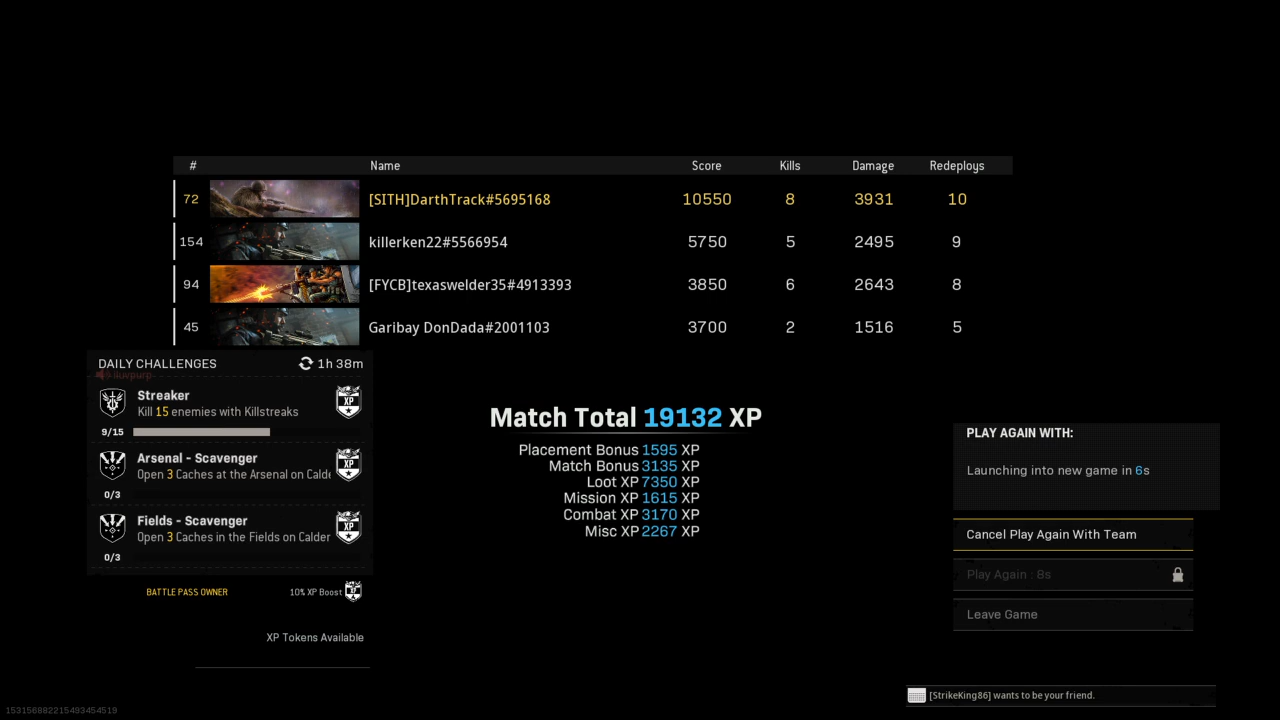 # Name Score Kills Damage Redeploys
72 [SITH]DarthTrack#5695168 10550 8 3931 10
154 killerken22#5566954 5750 5 2495 9
94 [FYCB]texaswelder35#4913393 3850 6 2643 8
45 Garibay DonDada#2001103 3700 2 1516 5
DAILY CHALLENGES 1h 38m
Streaker
Kill 15 enemies with Killstreaks
XP
9/15
Arsenal - Scavenger
Open 3 Caches at the Arsenal on Calde
XP
0/3
Fields - Scavenger
Open 3 Caches in the Fields on Calder
XP
0/3
BATTLE PASS OWNER 10% XP Boost
XP Tokens Available
Match Total 19132 XP
Placement Bonus 1595 XP
Match Bonus 3135 XP
Loot XP 7350 XP
Mission XP 1615 XP
Combat XP 3170 XP
Misc XP 2267 XP
PLAY AGAIN WITH:
Launching into new game in 6s
Cancel Play Again With Team
Play Again : 8s
Leave Game
[StrikeKing86] wants to be your friend.